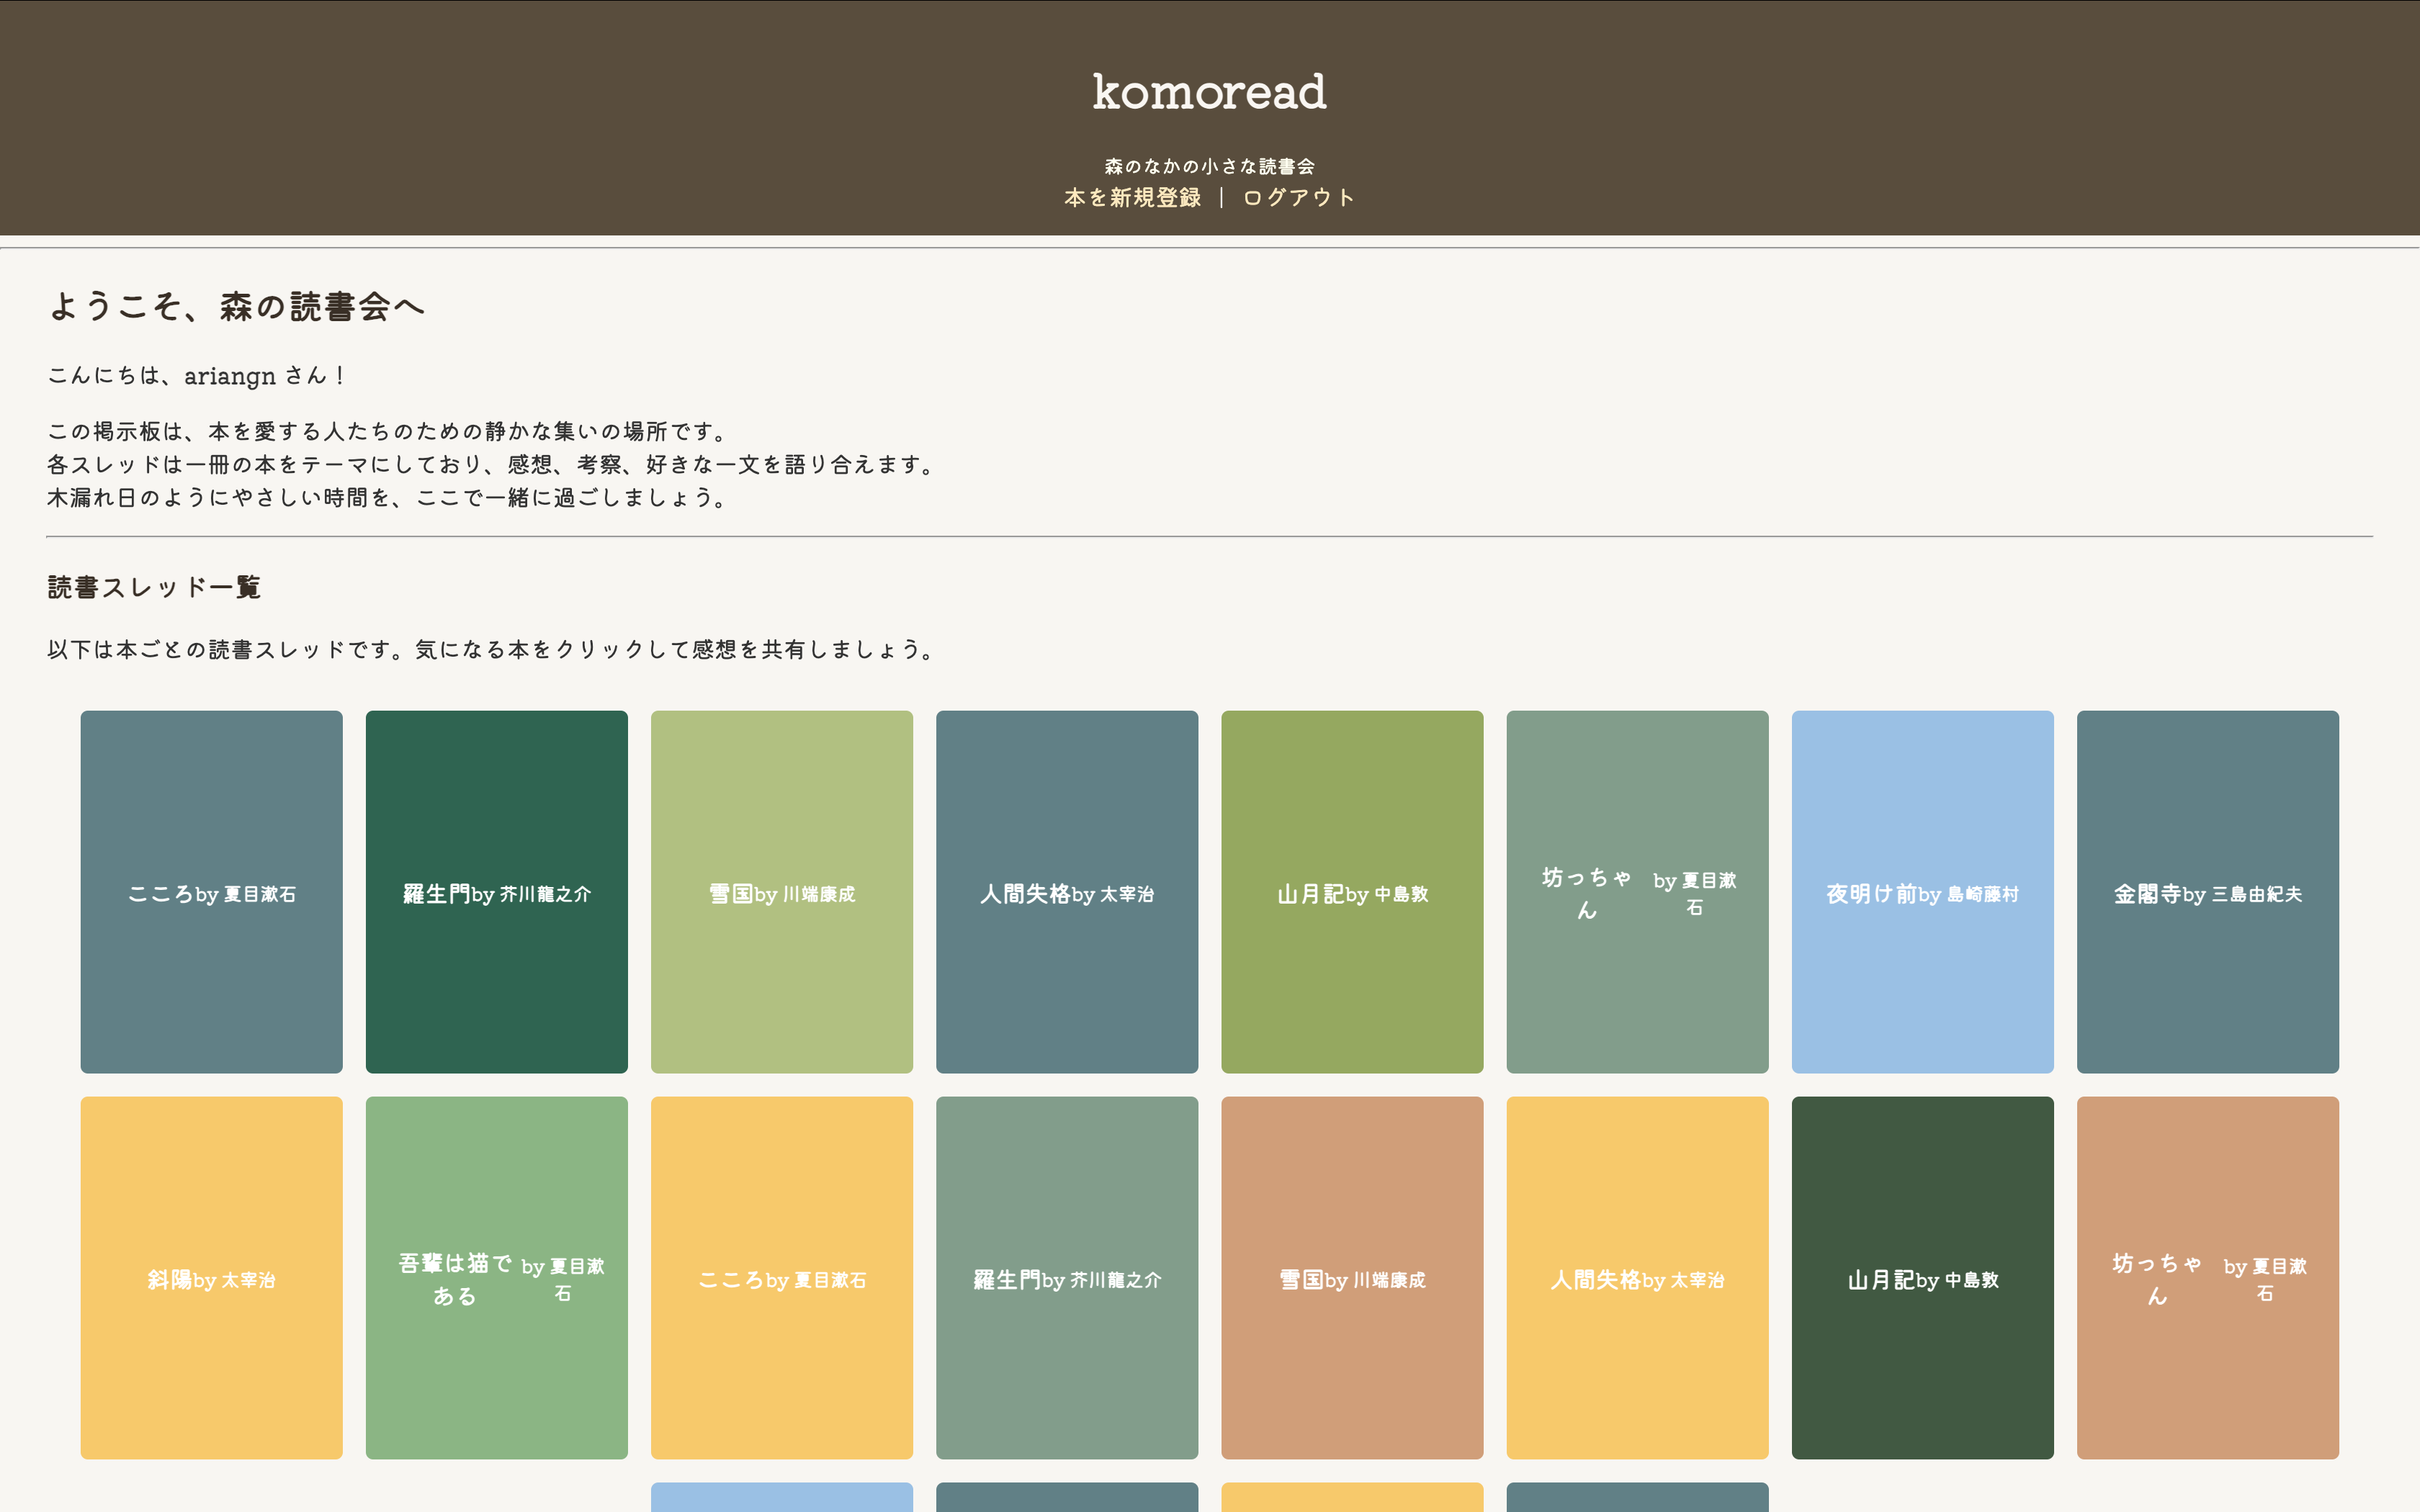 komoread
森のなかの小さな読書会
本を新規登録 | ログアウト
ようこそ、森の読書会へ
こんにちは、ariangn さん！
この掲示板は、本を愛する人たちのための静かな集いの場所です。
各スレッドは一冊の本をテーマにしており、感想、考察、好きな一文を語り合えます。
木漏れ日のようにやさしい時間を、ここで一緒に過ごしましょう。
読書スレッド一覧
以下は本ごとの読書スレッドです。気になる本をクリックして感想を共有しましょう。
こころby 夏目漱石
羅生門by 芥川龍之介
雪国by 川端康成
人間失格by 太宰治
山月記by 中島敦
坊っちゃ
ん
by 夏目漱
石
夜明け前by 島崎藤村
金閣寺by 三島由紀夫
斜陽by 太宰治
吾輩は猫で
ある
by 夏目漱
石
こころby 夏目漱石
羅生門by 芥川龍之介
雪国by 川端康成
人間失格by 太宰治
山月記by 中島敦
坊っちゃ
ん
by 夏目漱
石